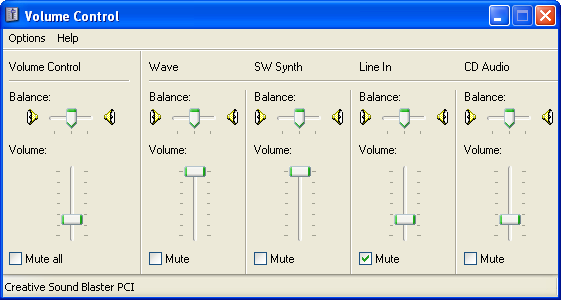 Volume Control
Options Help
Volume Control Wave SW Synth Line In CD Audio
Balance: Balance: Balance: Balance: Balance:
Volume: Volume: Volume: Volume: Volume:
Mute all Mute Mute Mute Mute
Creative Sound Blaster PCI